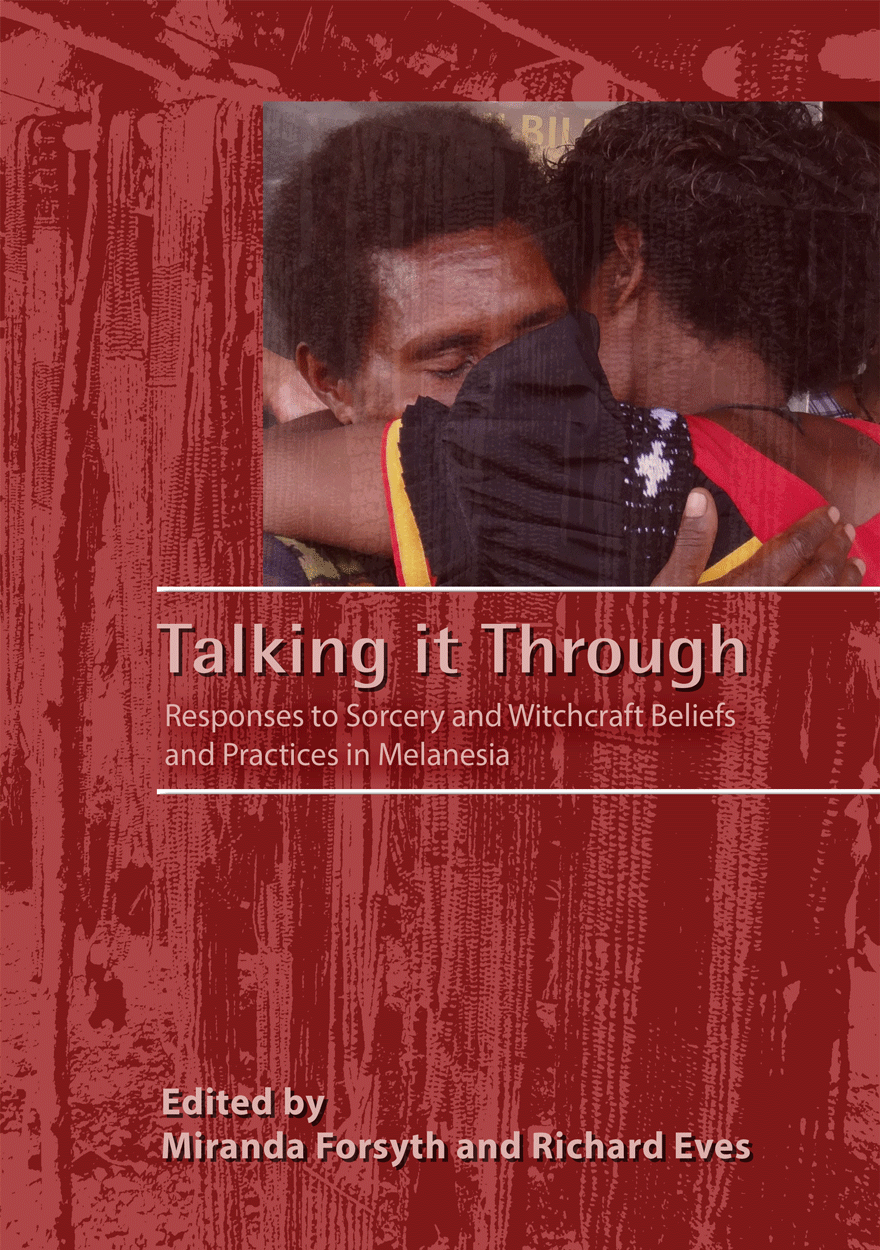 Talking it Through
Responses to Sorcery and Witchcraft Beliefs
and Practices in Melanesia
Edited by
Miranda Forsyth and Richard Eves